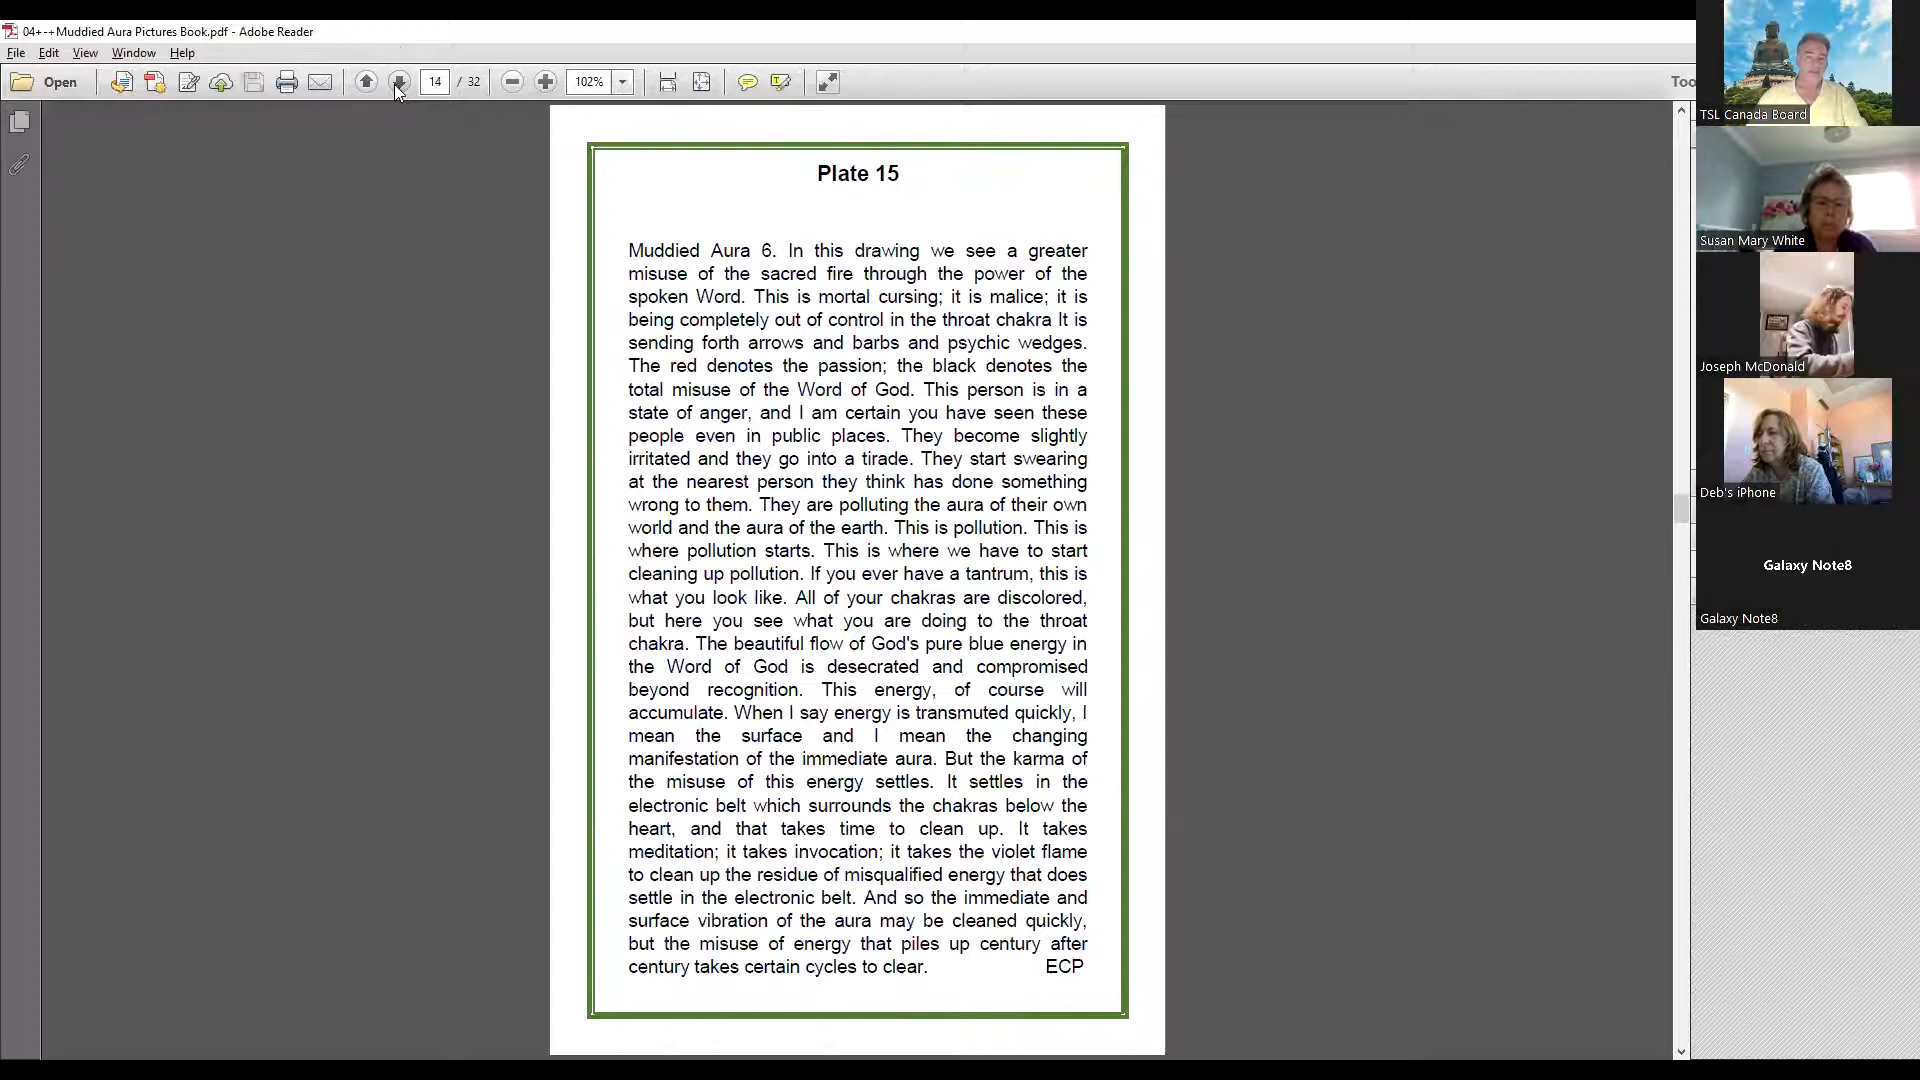 04+-+Muddied Aura Pictures Book.pdf - Adobe Reader
File Edit View Window Help
Open 14 / 32 102% Too
Plate 15
Muddied Aura 6. In this drawing we see a greater
misuse of the sacred fire through the power of the
spoken Word. This is mortal cursing; it is malice; it is
being completely out of control in the throat chakra It is
sending forth arrows and barbs and psychic wedges.
The red denotes the passion; the black denotes the
total misuse of the Word of God. This person is in a
state of anger, and I am certain you have seen these
people even in public places. They become slightly
irritated and they go into a tirade. They start swearing
at the nearest person they think has done something
wrong to them. They are polluting the aura of their own
world and the aura of the earth. This is pollution. This is
where pollution starts. This is where we have to start
cleaning up pollution. If you ever have a tantrum, this is
what you look like. All of your chakras are discolored,
but here you see what you are doing to the throat
chakra. The beautiful flow of God's pure blue energy in
the Word of God is desecrated and compromised
beyond recognition. This energy, of course will
accumulate. When I say energy is transmuted quickly, I
mean the surface and I mean the changing
manifestation of the immediate aura. But the karma of
the misuse of this energy settles. It settles in the
electronic belt which surrounds the chakras below the
heart, and that takes time to clean up. It takes
meditation; it takes invocation; it takes the violet flame
to clean up the residue of misqualified energy that does
settle in the electronic belt. And so the immediate and
surface vibration of the aura may be cleaned quickly,
but the misuse of energy that piles up century after
century takes certain cycles to clear. ECP
TSL Canada Board
Susan Mary White
Joseph McDonald
Deb's iPhone
Galaxy Note8
Galaxy Note8